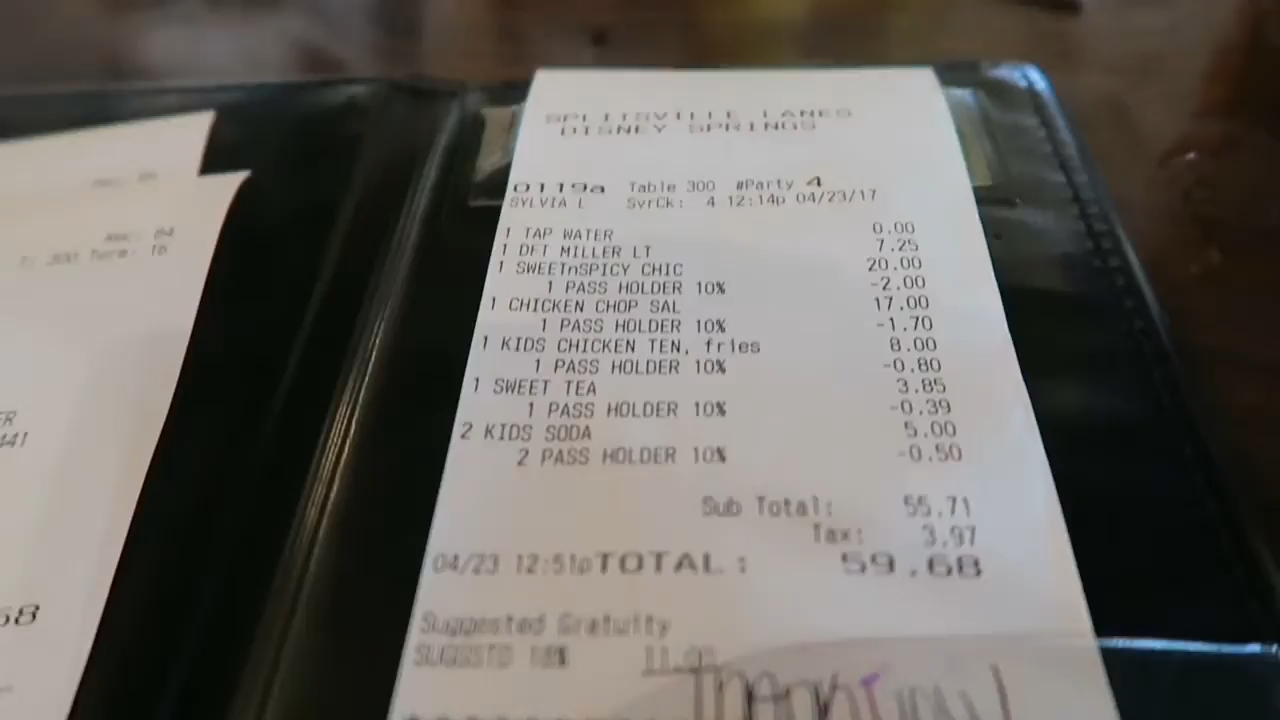 SPLITSVILLE LANES
DISNEY SPRINGS
0119a Table 300 #Party 4
SYLVIA L SvrCk: 4 12:14p 04/23/17
1 TAP WATER 0.00
1 DFT MILLER LT 7.25
1 SWEETnSPICY CHIC 20.00
1 PASS HOLDER 10% -2.00
1 CHICKEN CHOP SAL 17.00
1 PASS HOLDER 10% -1.70
1 KIDS CHICKEN TEN, fries 8.00
1 PASS HOLDER 10% -0.80
1 SWEET TEA 3.85
1 PASS HOLDER 10% -0.39
2 KIDS SODA 5.00
2 PASS HOLDER 10% -0.50
Sub Total: 55.71
Tax: 3.97
04/23 12:51p TOTAL: 59.68
Suggested Gratuity
SUGGSTD 18%
Thank you!